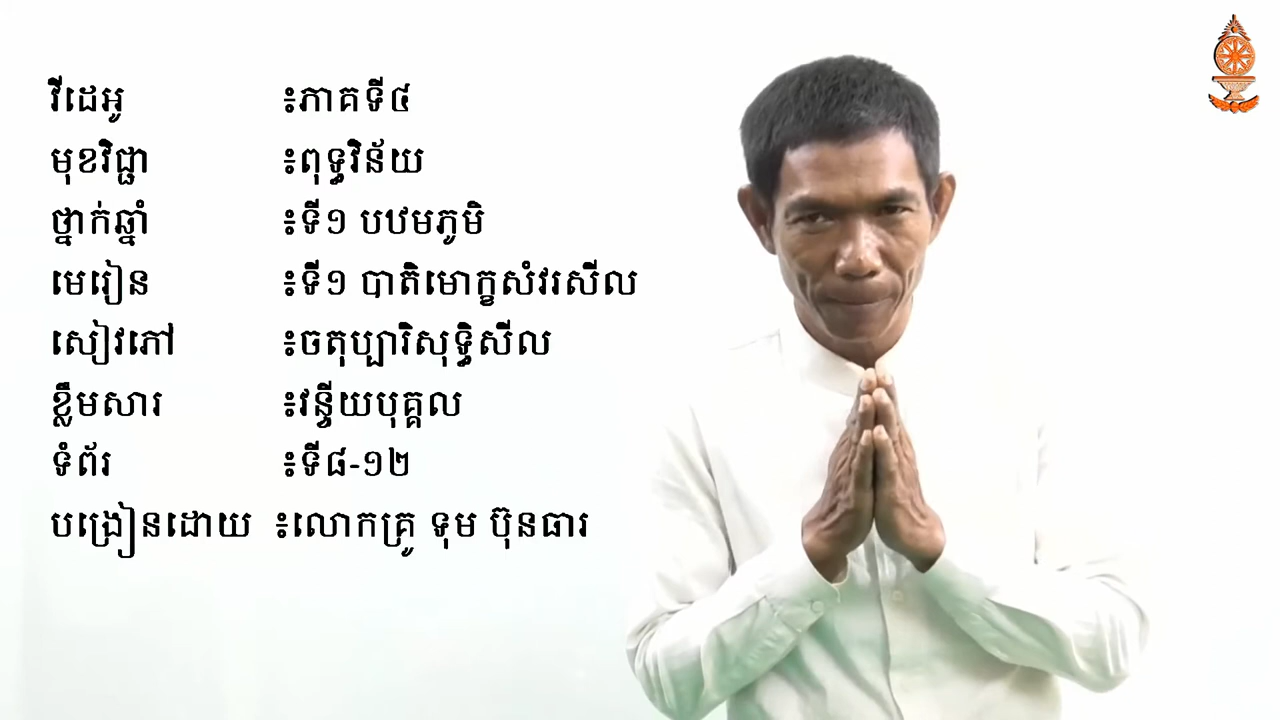 វីដេអូ ៖ភាគទី៤
មុខវិជ្ជា ៖ពុទ្ធវិន័យ
ថ្នាក់ឆ្នាំ ៖ទី១ បឋមភូមិ
មេរៀន ៖ទី១ បាតិមោក្ខសំវរសីល
សៀវភៅ ៖ចតុប្បារិសុទ្ធិសីល
ខ្លឹមសារ ៖វន្ទីយបុគ្គល
ទំព័រ ៖ទី៨-១២
បង្រៀនដោយ ៖លោកគ្រូ ទុម ប៊ុនធារ